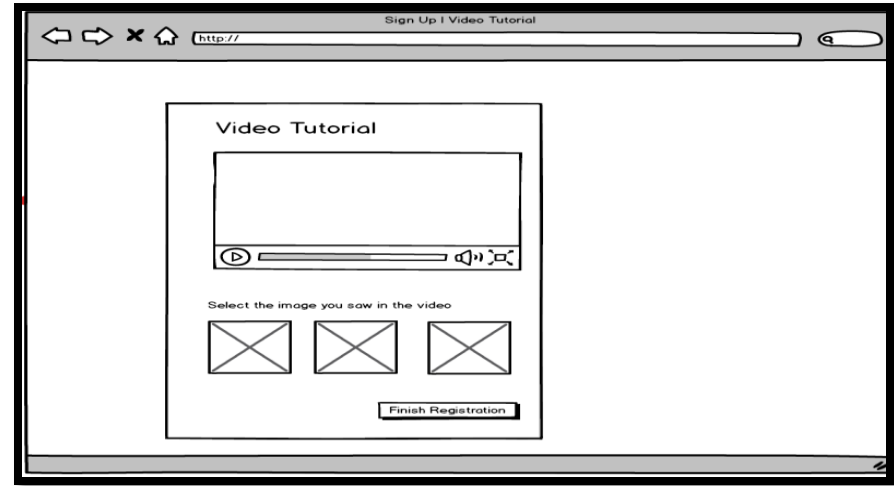 Sign Up | Video Tutorial
http://
Video Tutorial
Select the image you saw in the video
Finish Registration